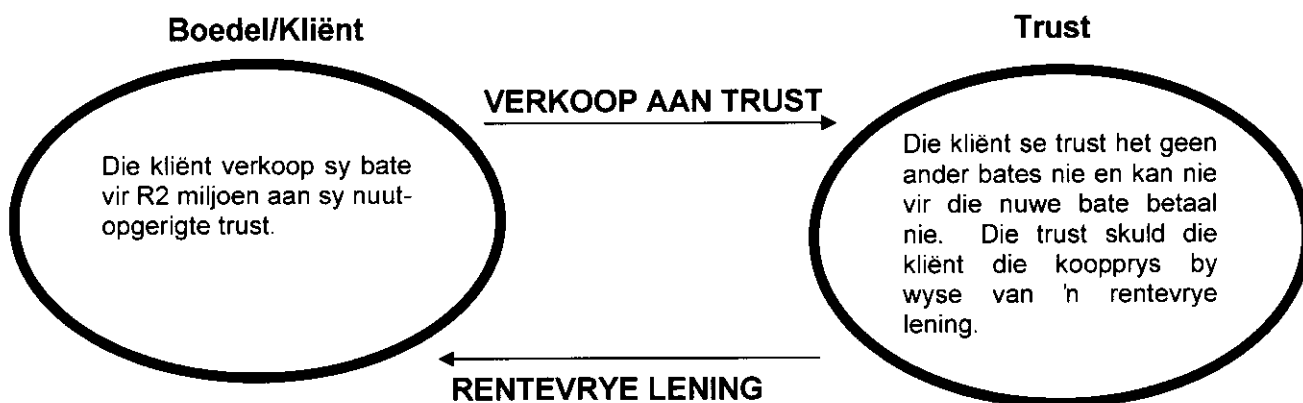 Boedel/Kliënt
Trust
VERKOOP AAN TRUST
Die kliënt verkoop sy bate
vir R2 miljoen aan sy nuut-
opgerigte trust.
Die kliënt se trust het geen
ander bates nie en kan nie
vir die nuwe bate betaal
nie. Die trust skuld die
kliënt die koopprys by
wyse van 'n rentevrye
lening.
RENTEVRYE LENING